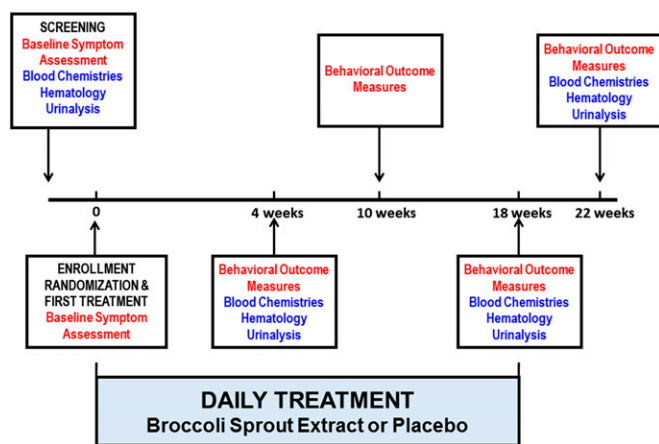 SCREENING
Baseline Symptom
Assessment
Blood Chemistries
Hematology
Urinalysis
Behavioral Outcome
Measures
Behavioral Outcome
Measures
Blood Chemistries
Hematology
Urinalysis
0
4 weeks
10 weeks
18 weeks
22 weeks
ENROLLMENT
RANDOMIZATION &
FIRST TREATMENT
Baseline Symptom
Assessment
Behavioral Outcome
Measures
Blood Chemistries
Hematology
Urinalysis
Behavioral Outcome
Measures
Blood Chemistries
Hematology
Urinalysis
DAILY TREATMENT
Broccoli Sprout Extract or Placebo